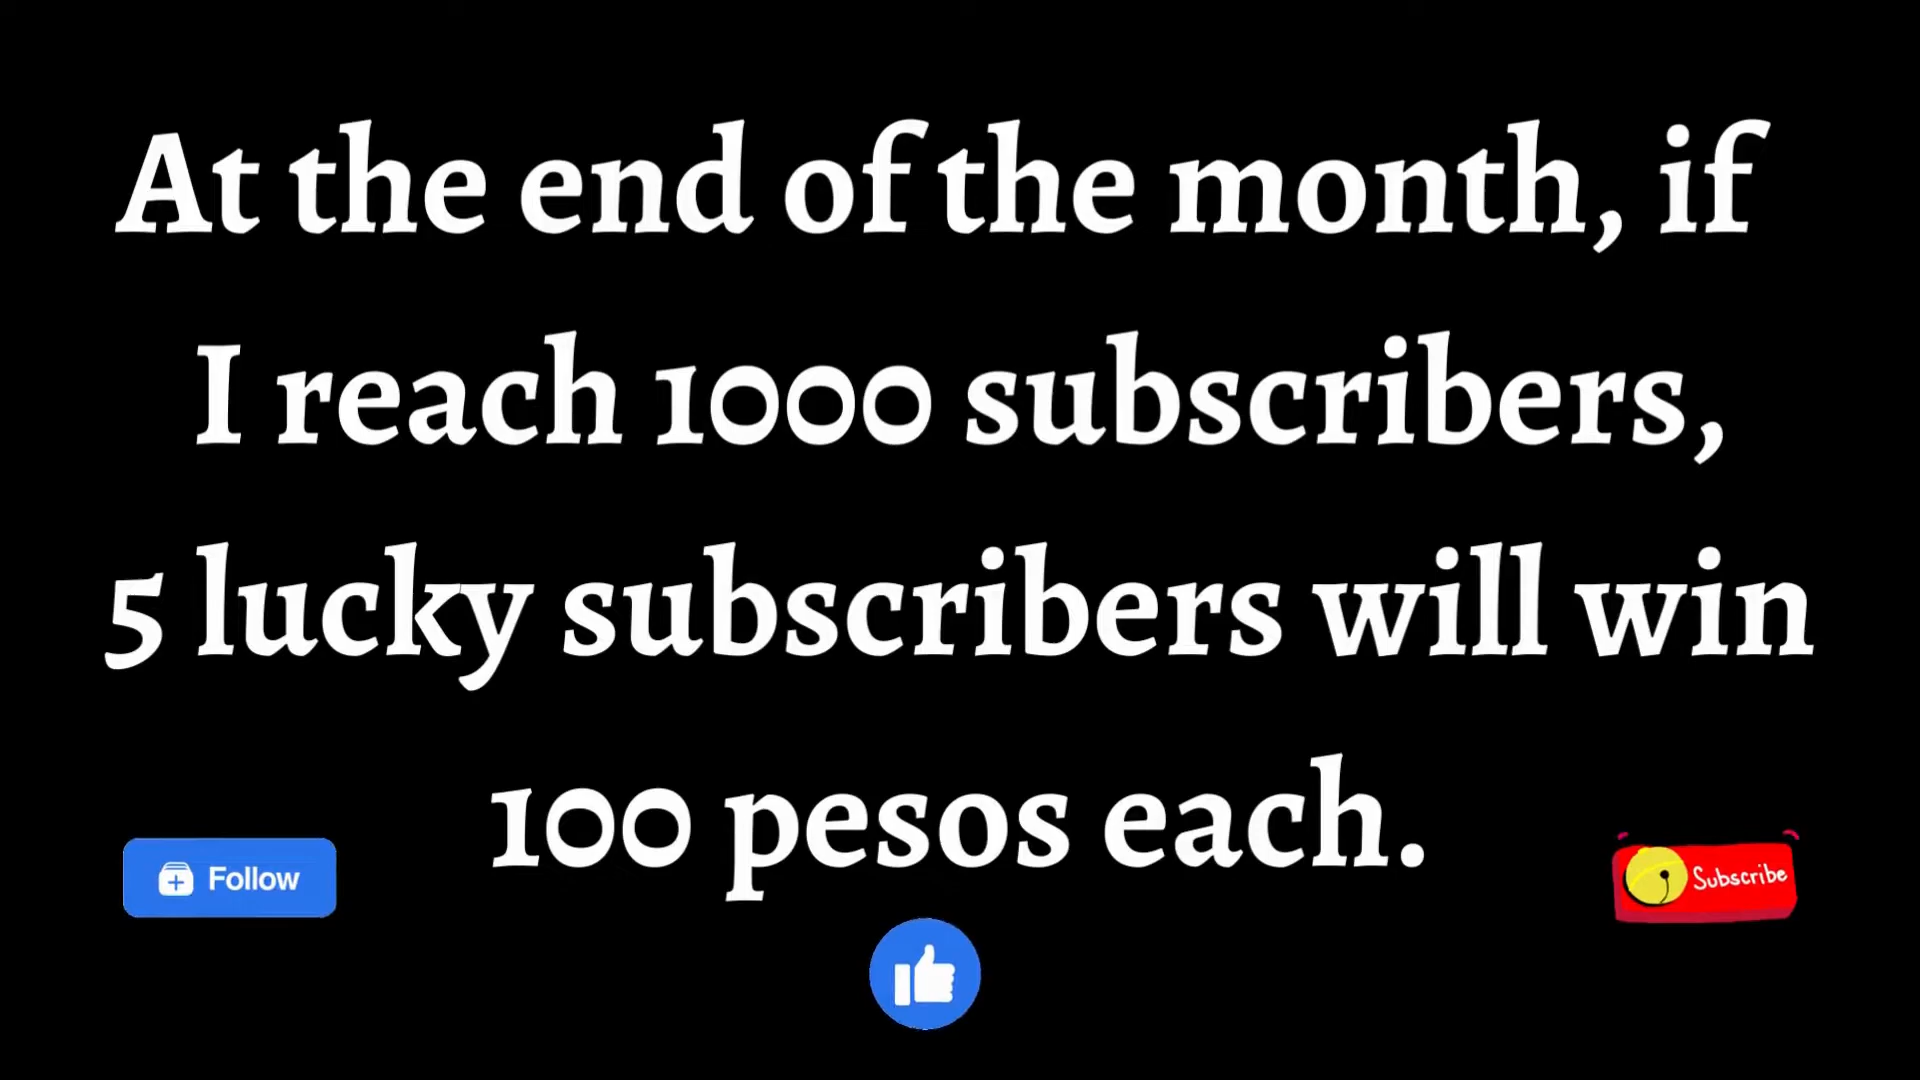 At the end of the month, if
I reach 1000 subscribers,
5 lucky subscribers will win
100 pesos each.
Follow
Subscribe